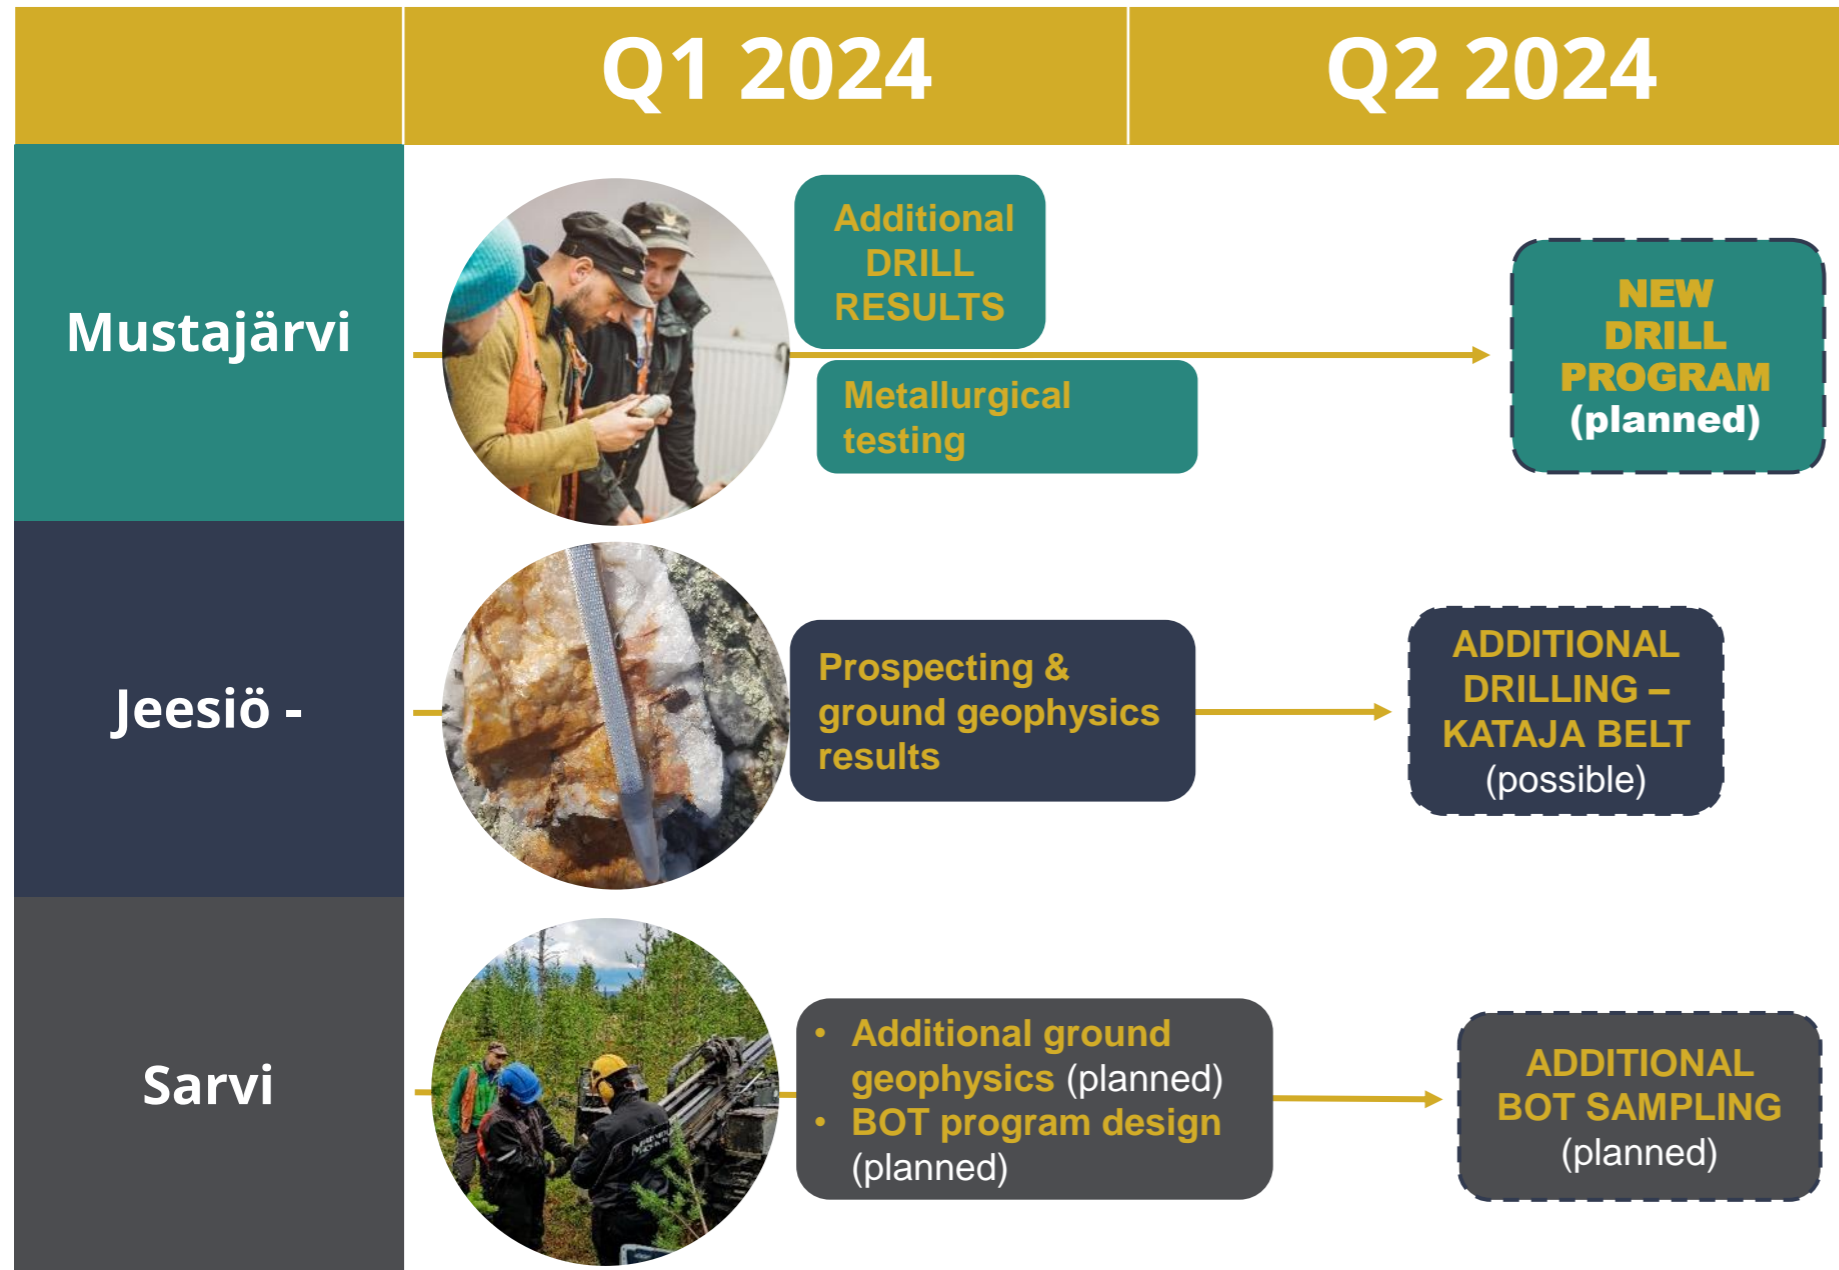 Q1 2024
Q2 2024
Mustajärvi
Additional
DRILL
RESULTS
Metallurgical
testing
NEW
DRILL
PROGRAM
(planned)
Jeesiö -
Prospecting &
ground geophysics
results
ADDITIONAL
DRILLING –
KATAJA BELT
(possible)
Sarvi
• Additional ground
geophysics (planned)
• BOT program design
(planned)
ADDITIONAL
BOT SAMPLING
(planned)